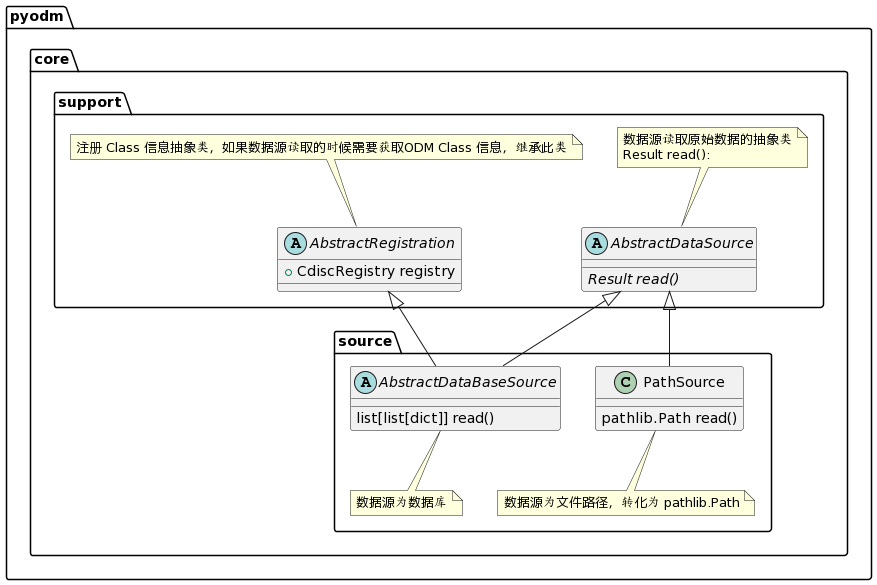 pyodm
core
support
注册 Class 信息抽象类，如果数据源读取的时候需要获取ODM Class 信息，继承此类
数据源读取原始数据的抽象类
Result read():
A AbstractRegistration
CdiscRegistry registry
A AbstractDataSource
Result read()
source
A AbstractDataBaseSource
list[list[dict]] read()
C PathSource
pathlib.Path read()
数据源为数据库
数据源为文件路径，转化为 pathlib.Path